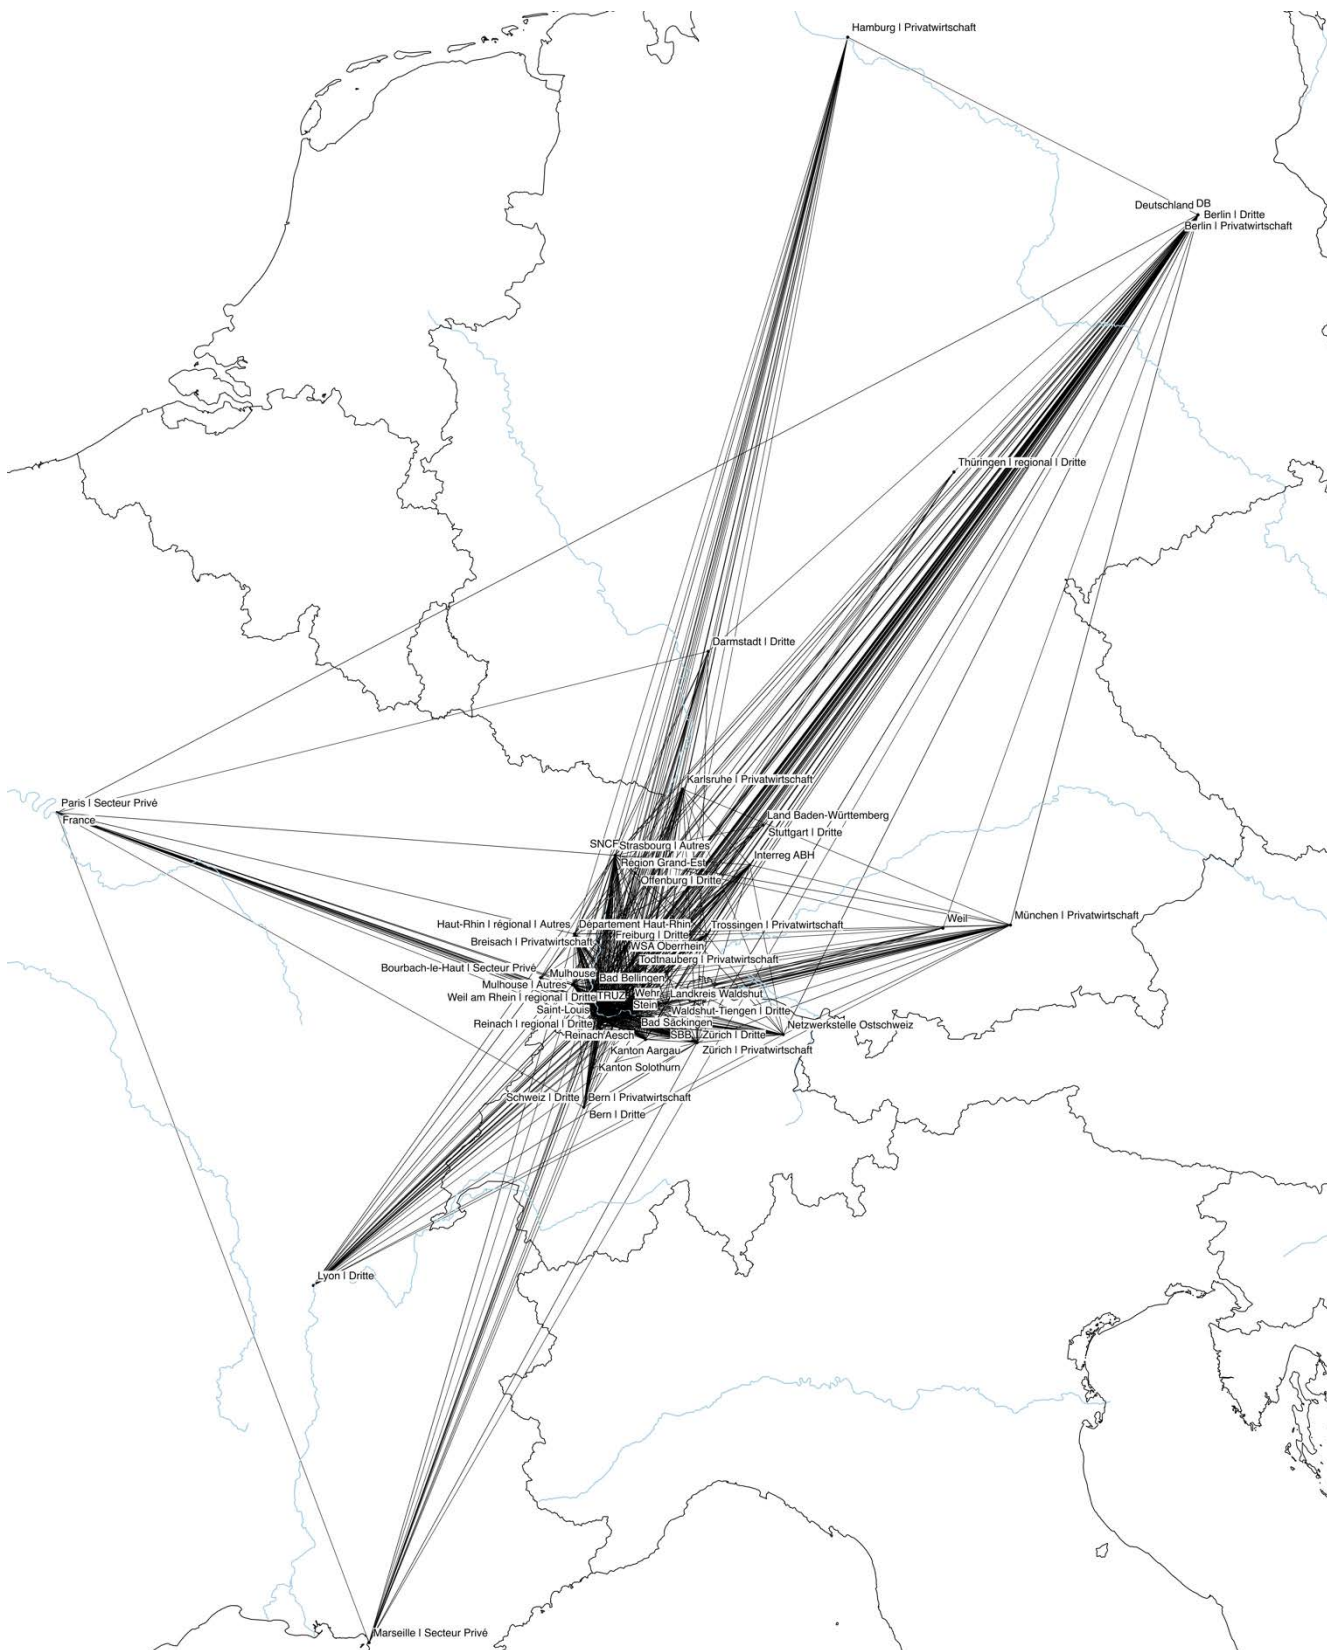 Hamburg | Privatwirtschaft
Deutschland DB
Berlin | Dritte
Berlin | Privatwirtschaft
Thüringen | regional | Dritte
Darmstadt | Dritte
Karlsruhe | Privatwirtschaft
Paris | Secteur Privé
France
Land Baden-Württemberg
Stuttgart | Dritte
SNCF Strasbourg | Autres
Interreg ABH
Région Grand-Est
Offenburg | Dritte
München | Privatwirtschaft
Weil
Haut-Rhin | régional | Autres
Département Haut-Rhin
Trossingen | Privatwirtschaft
Freiburg | Dritte
Breisach | Privatwirtschaft
WSA Oberrhein
Todtnauberg | Privatwirtschaft
Bourbach-le-Haut | Secteur Privé
Mulhouse
Bad Bellingen
Mulhouse | Autres
Weil am Rhein | regional | Dritte
TRUZ
Wehr
Landkreis Waldshut
Stein
Saint-Louis
Waldshut-Tiengen | Dritte
Reinach | regional | Dritte
Bad Säckingen
Netzwerkstelle Ostschweiz
Reinach Aesch
SBB
Zürich | Dritte
Kanton Aargau
Zürich | Privatwirtschaft
Kanton Solothurn
Schweiz | Dritte
Bern | Privatwirtschaft
Bern | Dritte
Lyon | Dritte
Marseille | Secteur Privé